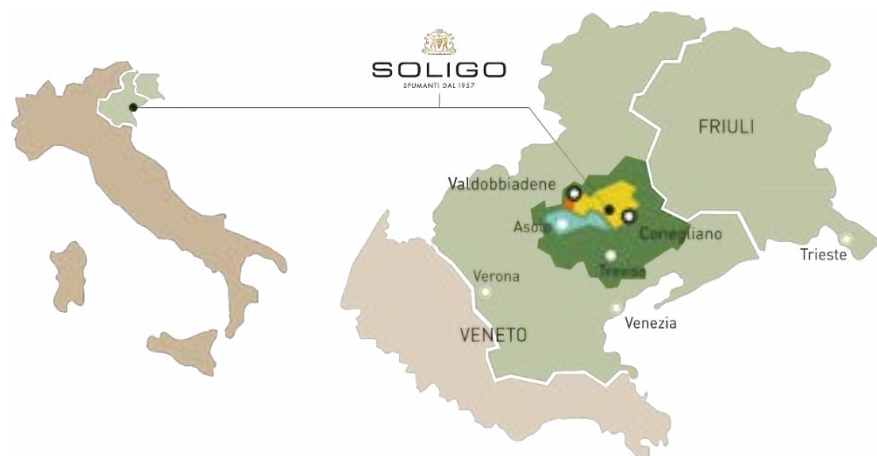 SOLIGO
SPUMANTI DAL 1957
FRIULI
Valdobbiadene
Asolo
Conegliano
Treviso
Trieste
Verona
Venezia
VENETO